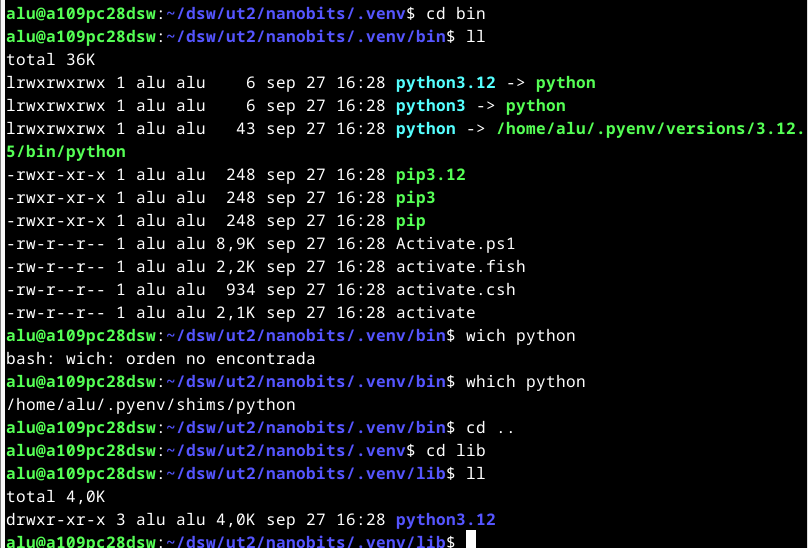 alu@a109pc28dsw:~/dsw/ut2/nanobits/.venv$ cd bin
alu@a109pc28dsw:~/dsw/ut2/nanobits/.venv/bin$ ll
total 36K
lrwxrwxrwx 1 alu alu    6 sep 27 16:28 python3.12 -> python
lrwxrwxrwx 1 alu alu    6 sep 27 16:28 python3 -> python
lrwxrwxrwx 1 alu alu   43 sep 27 16:28 python -> /home/alu/.pyenv/versions/3.12.
5/bin/python
-rwxr-xr-x 1 alu alu  248 sep 27 16:28 pip3.12
-rwxr-xr-x 1 alu alu  248 sep 27 16:28 pip3
-rwxr-xr-x 1 alu alu  248 sep 27 16:28 pip
-rw-r--r-- 1 alu alu 8,9K sep 27 16:28 Activate.ps1
-rw-r--r-- 1 alu alu 2,2K sep 27 16:28 activate.fish
-rw-r--r-- 1 alu alu  934 sep 27 16:28 activate.csh
-rw-r--r-- 1 alu alu 2,1K sep 27 16:28 activate
alu@a109pc28dsw:~/dsw/ut2/nanobits/.venv/bin$ wich python
bash: wich: orden no encontrada
alu@a109pc28dsw:~/dsw/ut2/nanobits/.venv/bin$ which python
/home/alu/.pyenv/shims/python
alu@a109pc28dsw:~/dsw/ut2/nanobits/.venv/bin$ cd ..
alu@a109pc28dsw:~/dsw/ut2/nanobits/.venv$ cd lib
alu@a109pc28dsw:~/dsw/ut2/nanobits/.venv/lib$ ll
total 4,0K
drwxr-xr-x 3 alu alu 4,0K sep 27 16:28 python3.12
alu@a109pc28dsw:~/dsw/ut2/nanobits/.venv/lib$